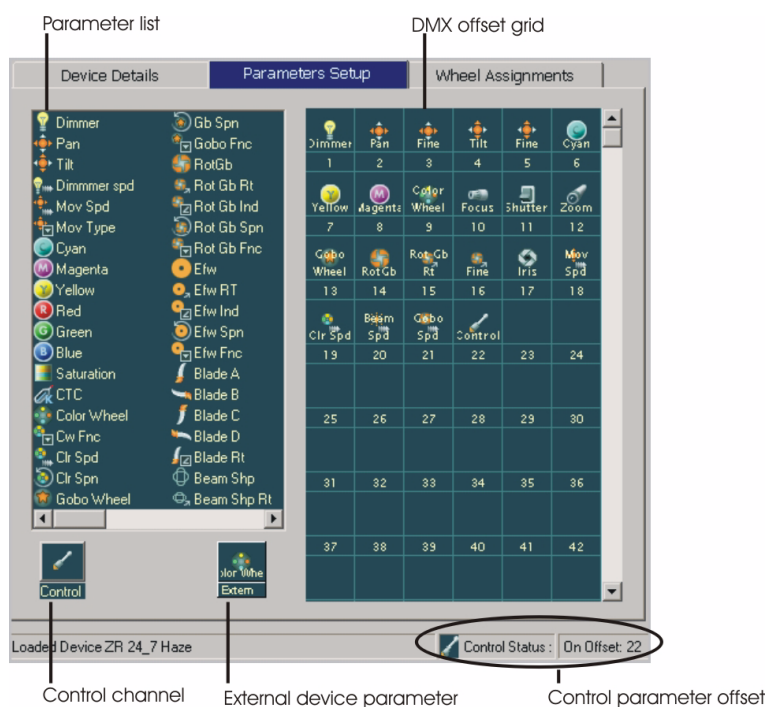 Parameter list
DMX offset grid
Device Details
Parameters Setup
Wheel Assignments
Dimmer
Pan
Tilt
Dimmmer spd
Mov Spd
Mov Type
Cyan
Magenta
Yellow
Red
Green
Blue
Saturation
CTC
Color Wheel
Cw Fnc
Clr Spd
Clr Spn
Gobo Wheel
Gb Spn
Gobo Fnc
RotGb
Rot Gb Rt
Rot Gb Ind
Rot Gb Spn
Rot Gb Fnc
Efw
Efw RT
Efw Ind
Efw Spn
Efw Fnc
Blade A
Blade B
Blade C
Blade D
Blade Rt
Beam Shp
Beam Shp Rt
Dimmer Pan Fine Tilt Fine Cyan
1 2 3 4 5 6
Yellow Magenta Color Wheel Focus Shutter Zoom
7 8 9 10 11 12
Gobo Wheel RotGb Rot Gb Rt Fine Iris Mov Spd
13 14 15 16 17 18
Clr Spd Beam Spd Gobo Spd Control
19 20 21 22 23 24
25 26 27 28 29 30
31 32 33 34 35 36
37 38 39 40 41 42
Control
olor Whe
Extern
Loaded Device ZR 24_7 Haze
Control Status :
On Offset: 22
Control channel
External device parameter
Control parameter offset